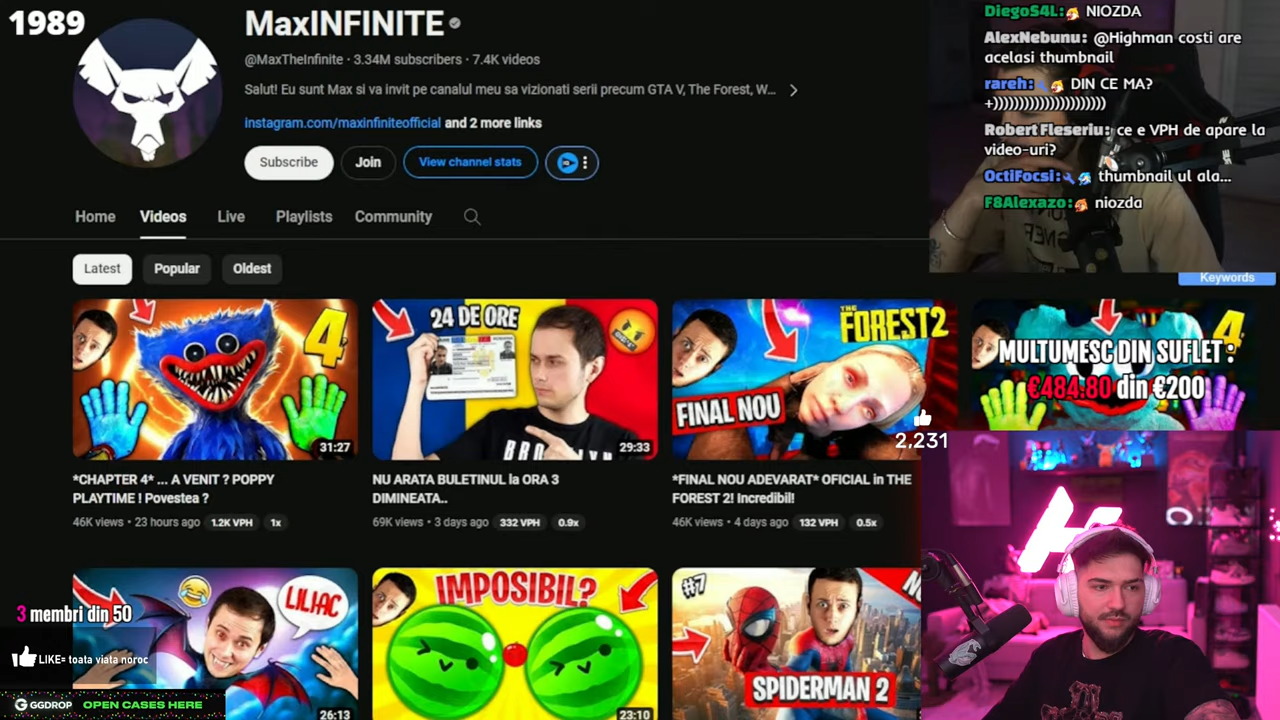 1989
MaxINFINITE
@MaxTheInfinite • 3.34M subscribers • 7.4K videos
Salut! Eu sunt Max si va invit pe canalul meu sa vizionati serii precum GTA V, The Forest, W...
instagram.com/maxinfiniteofficial and 2 more links
Subscribe
Join
View channel stats
Home
Videos
Live
Playlists
Community
Latest
Popular
Oldest
DiegoS4L: NIOZDA
AlexNebunu: @Highman costi are
acelasi thumbnail
rareh: DIN CE MA?
+))))))))))))))))))))
Robert Fleseriu: ce e VPH de apare la
video-uri?
OctiFocsi: thumbnail ul ala...
F8Alexazo: niozda
Keywords
4
31:27
24 DE ORE
29:33
THE
FOREST2
FINAL NOU
4
MULTUMESC DIN SUFLET :
€484.80 din €200
2,231
*CHAPTER 4* ... A VENIT ? POPPY
PLAYTIME ! Povestea ?
46K views • 23 hours ago 1.2K VPH 1x
NU ARATA BULETINUL la ORA 3
DIMINEATA..
69K views • 3 days ago 332 VPH 0.9x
*FINAL NOU ADEVARAT* OFICIAL in THE
FOREST 2! Incredibil!
46K views • 4 days ago 132 VPH 0.5x
LILIAC
26:13
IMPOSIBIL?
23:10
#7
SPIDERMAN 2
3 membri din 50
LIKE= toata viata noroc
GGDROP OPEN CASES HERE